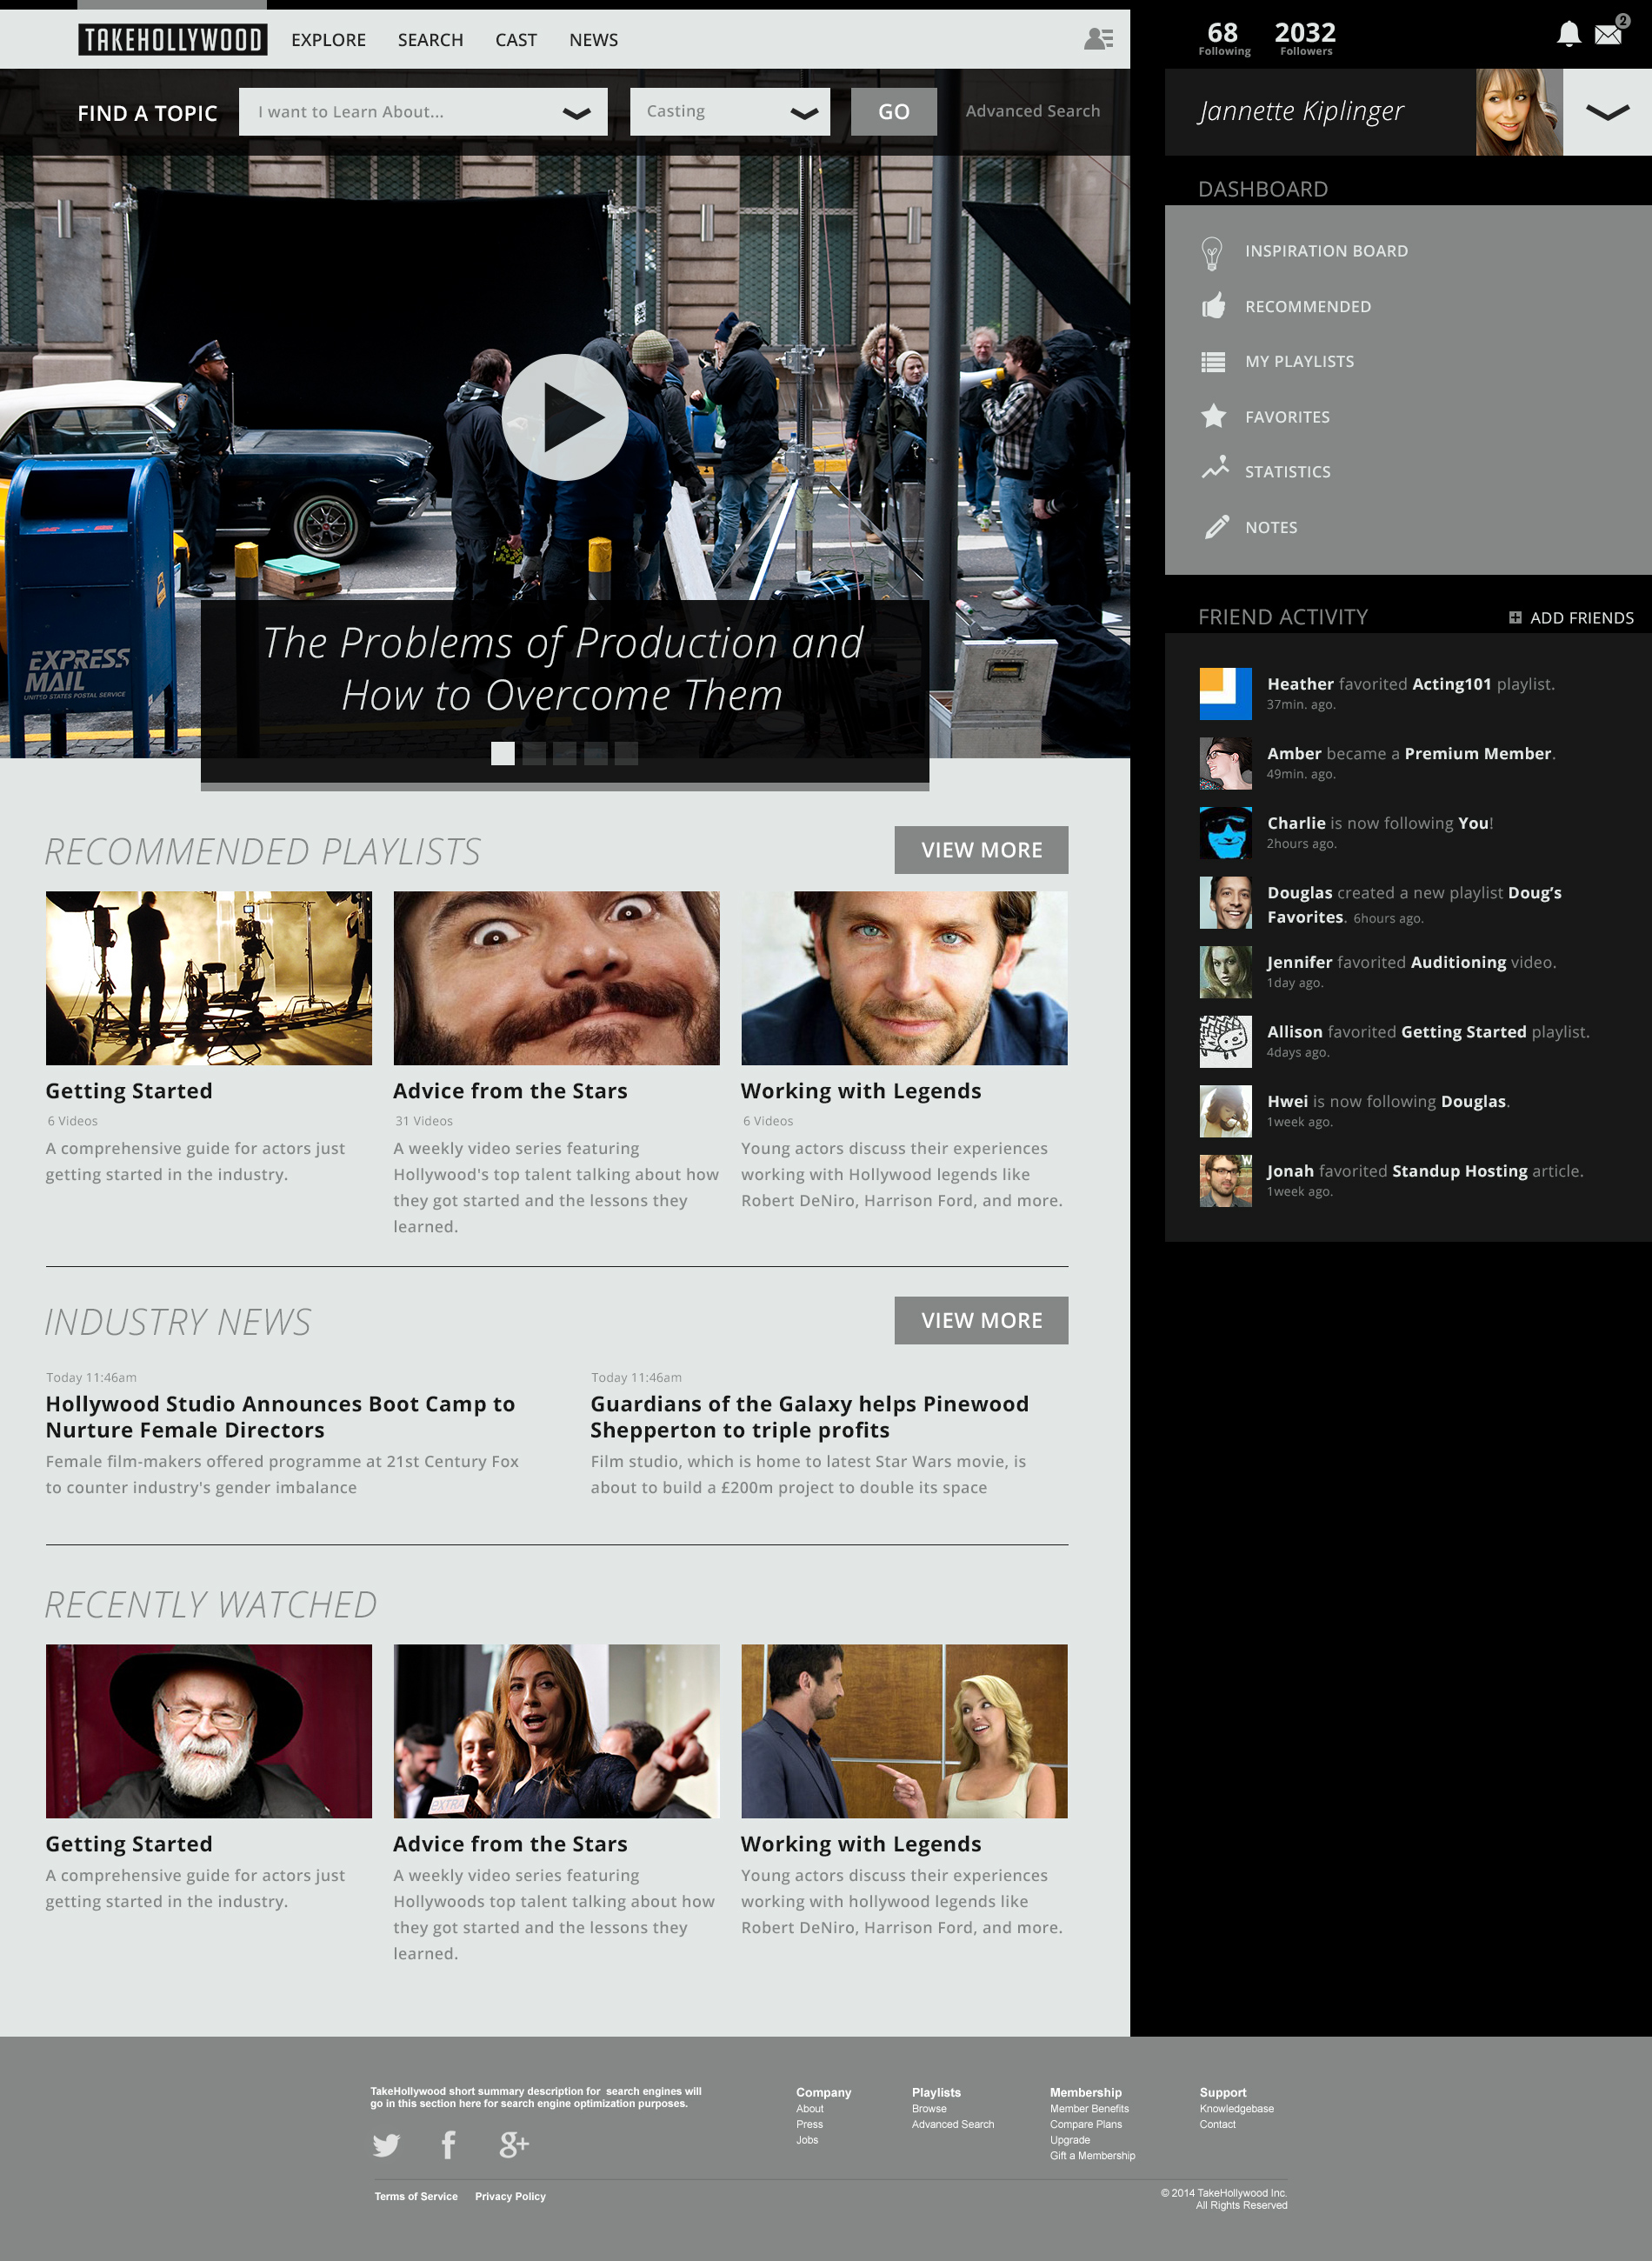 TAKEHOLLYWOOD
EXPLORE
SEARCH
CAST
NEWS
68
Following
2032
Followers
2
FIND A TOPIC
I want to Learn About...
Casting
GO
Advanced Search
Jannette Kiplinger
EXPRESS
MAIL
UNITED STATES POSTAL SERVICE
The Problems of Production and
How to Overcome Them
DASHBOARD
INSPIRATION BOARD
RECOMMENDED
MY PLAYLISTS
FAVORITES
STATISTICS
NOTES
FRIEND ACTIVITY
ADD FRIENDS
Heather favorited Acting101 playlist.
37min. ago.
Amber became a Premium Member.
49min. ago.
Charlie is now following You!
2hours ago.
Douglas created a new playlist Doug's
Favorites. 6hours ago.
Jennifer favorited Auditioning video.
1day ago.
Allison favorited Getting Started playlist.
4days ago.
Hwei is now following Douglas.
1week ago.
Jonah favorited Standup Hosting article.
1week ago.
RECOMMENDED PLAYLISTS
VIEW MORE
Getting Started
6 Videos
A comprehensive guide for actors just
getting started in the industry.
Advice from the Stars
31 Videos
A weekly video series featuring
Hollywood's top talent talking about how
they got started and the lessons they
learned.
Working with Legends
6 Videos
Young actors discuss their experiences
working with Hollywood legends like
Robert DeNiro, Harrison Ford, and more.
INDUSTRY NEWS
VIEW MORE
Today 11:46am
Hollywood Studio Announces Boot Camp to
Nurture Female Directors
Female film-makers offered programme at 21st Century Fox
to counter industry's gender imbalance
Today 11:46am
Guardians of the Galaxy helps Pinewood
Shepperton to triple profits
Film studio, which is home to latest Star Wars movie, is
about to build a £200m project to double its space
RECENTLY WATCHED
EXTRA
Getting Started
A comprehensive guide for actors just
getting started in the industry.
Advice from the Stars
A weekly video series featuring
Hollywoods top talent talking about how
they got started and the lessons they
learned.
Working with Legends
Young actors discuss their experiences
working with hollywood legends like
Robert DeNiro, Harrison Ford, and more.
TakeHollywood short summary description for search engines will
go in this section here for search engine optimization purposes.
Company
About
Press
Jobs
Playlists
Browse
Advanced Search
Membership
Member Benefits
Compare Plans
Upgrade
Gift a Membership
Support
Knowledgebase
Contact
Terms of Service
Privacy Policy
© 2014 TakeHollywood Inc.
All Rights Reserved